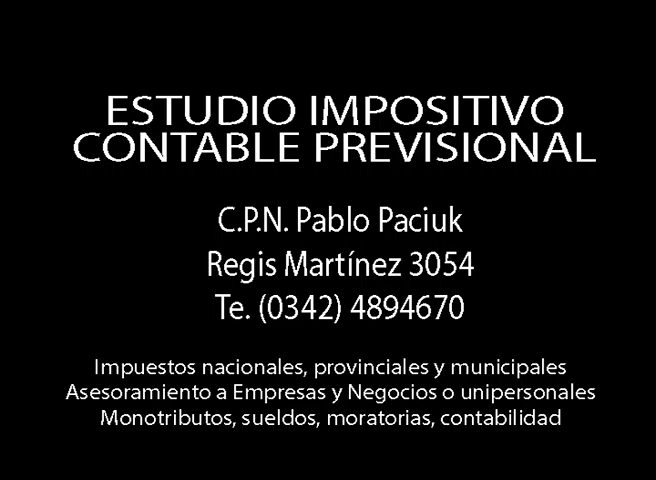 ESTUDIO IMPOSITIVO
CONTABLE PREVISIONAL
C.P.N. Pablo Paciuk
Regis Martínez 3054
Te. (0342) 4894670
Impuestos nacionales, provinciales y municipales
Asesoramiento a Empresas y Negocios o unipersonales
Monotributos, sueldos, moratorias, contabilidad